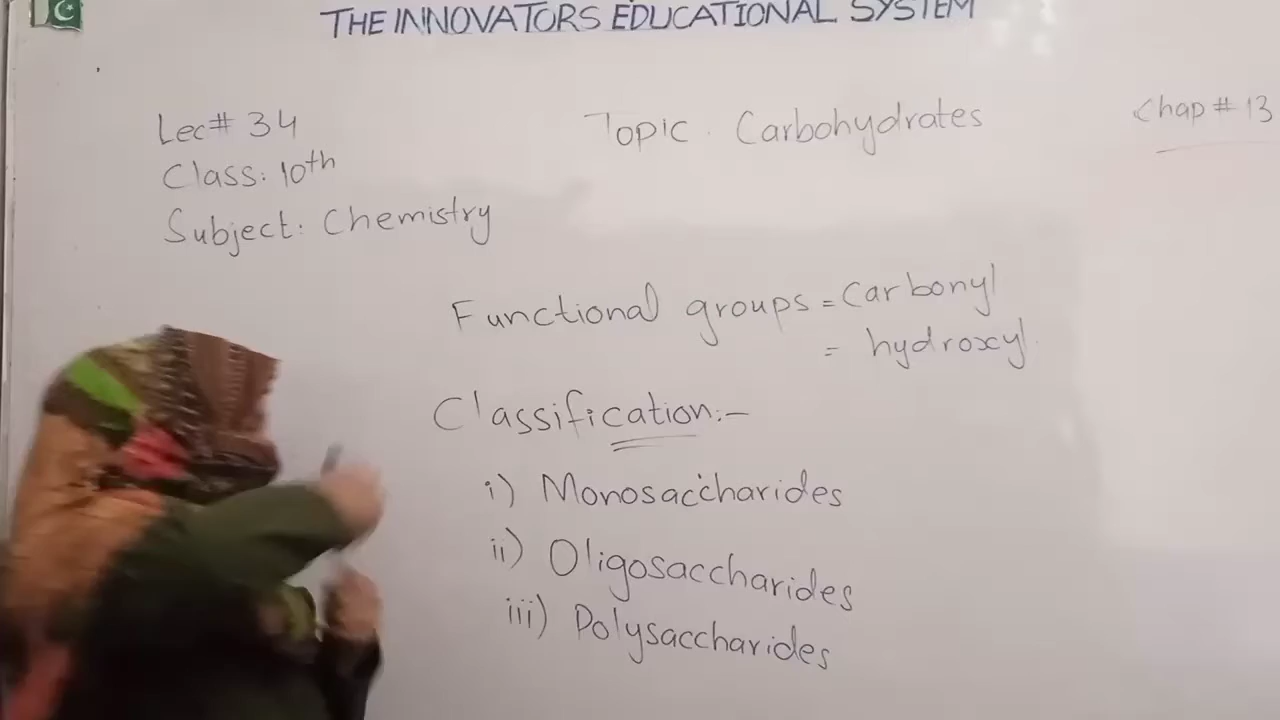 THE INNOVATORS EDUCATIONAL SYSTEM
Lec# 34
Class: 10th
Subject: Chemistry
Topic. Carbohydrates
Chap # 13
Functional groups = Carbonyl
= hydroxyl
Classification:-
i) Monosaccharides
ii) Oligosaccharides
iii) Polysaccharides